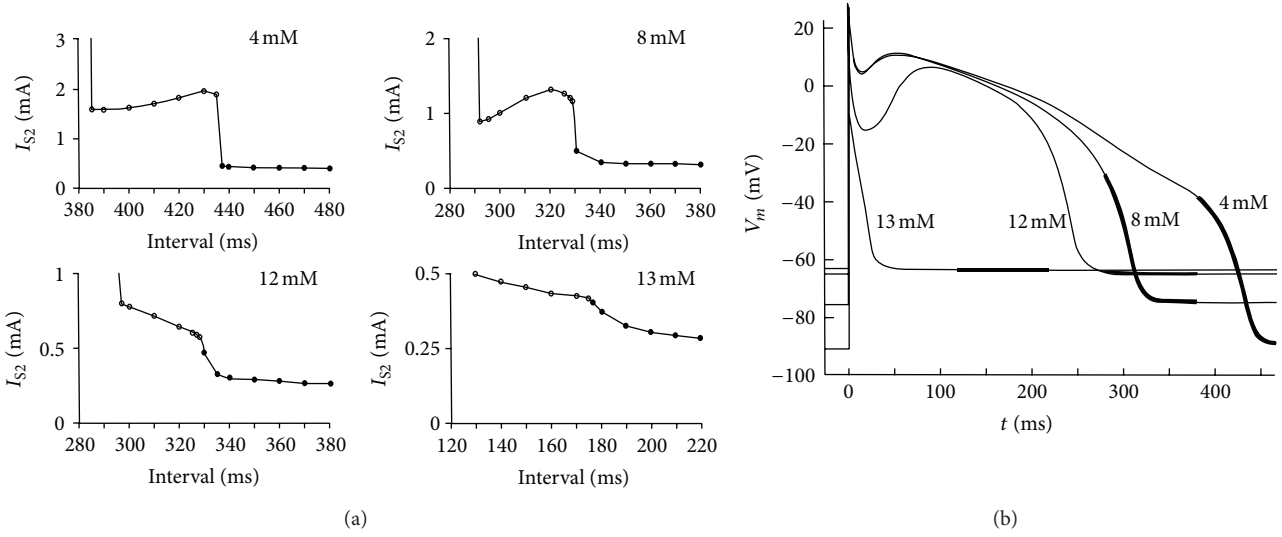 4 mM
3
2
1
0
I_S2 (mA)
380 400 420 440 460 480
Interval (ms)
8 mM
2
1
0
I_S2 (mA)
280 300 320 340 360 380
Interval (ms)
12 mM
1
0.5
0
I_S2 (mA)
280 300 320 340 360 380
Interval (ms)
13 mM
0.5
0.25
0
I_S2 (mA)
120 140 160 180 200 220
Interval (ms)
(a)
20
0
−20
−40
−60
−80
−100
V_m (mV)
13 mM
12 mM
8 mM
4 mM
0 100 200 300 400
t (ms)
(b)